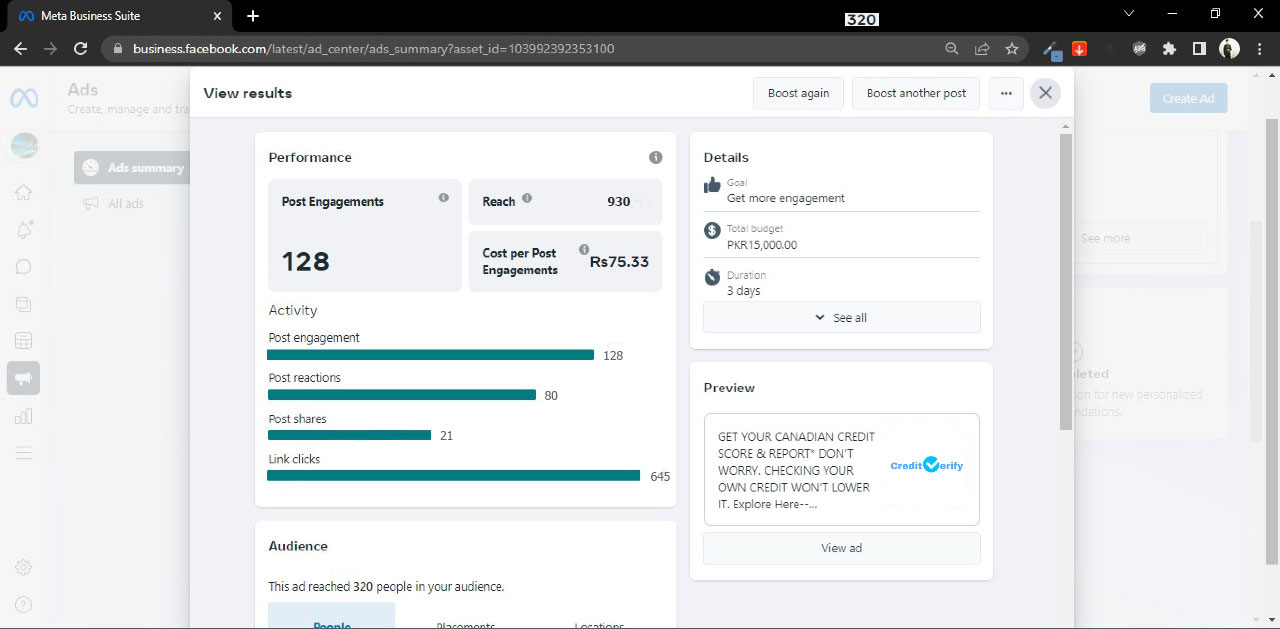 Meta Business Suite
320
business.facebook.com/latest/ad_center/ads_summary?asset_id=103992392353100
Ads
Create, manage and tra
Create Ad
Ads summary
All ads
View results
Boost again
Boost another post
Performance
Post Engagements
128
Reach
930
Cost per Post
Engagements
Rs75.33
Activity
Post engagement
128
Post reactions
80
Post shares
21
Link clicks
645
Audience
This ad reached 320 people in your audience.
People
Placements
Locations
Details
Goal
Get more engagement
Total budget
PKR15,000.00
Duration
3 days
See all
Preview
GET YOUR CANADIAN CREDIT
SCORE & REPORT* DON'T
WORRY. CHECKING YOUR
OWN CREDIT WON'T LOWER
IT. Explore Here--...
Credit Verify
View ad
See more
leted
on for new personalized
ndations.